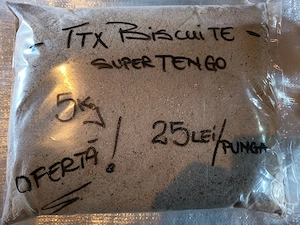 - TTX BISCUITE -
SUPER TENGO
5Kg
25 LEI/PUNGA
OFERTĂ!